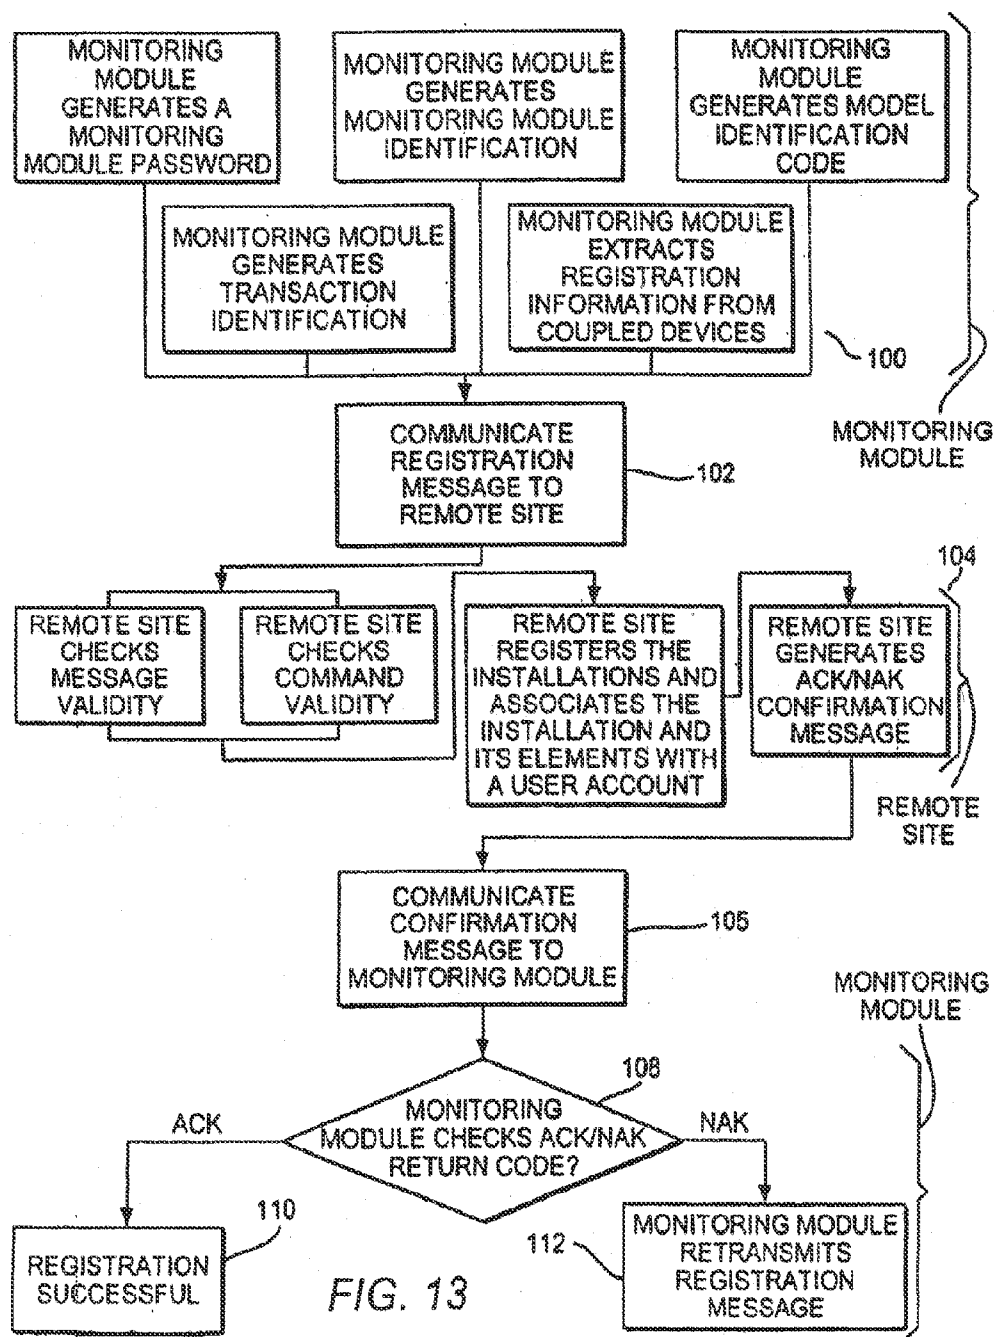 MONITORING
MODULE
GENERATES A
MONITORING
MODULE PASSWORD
MONITORING MODULE
GENERATES
MONITORING MODULE
IDENTIFICATION
MONITORING
MODULE
GENERATES MODEL
IDENTIFICATION
CODE
MONITORING MODULE
GENERATES
TRANSACTION
IDENTIFICATION
MONITORING MODULE
EXTRACTS
REGISTRATION
INFORMATION FROM
COUPLED DEVICES
100
MONITORING
MODULE
COMMUNICATE
REGISTRATION
MESSAGE TO
REMOTE SITE
102
104
REMOTE SITE
CHECKS
MESSAGE
VALIDITY
REMOTE SITE
CHECKS
COMMAND
VALIDITY
REMOTE SITE
REGISTERS THE
INSTALLATIONS AND
ASSOCIATES THE
INSTALLATION AND
ITS ELEMENTS WITH
A USER ACCOUNT
REMOTE SITE
GENERATES
ACK/NAK
CONFIRMATION
MESSAGE
REMOTE
SITE
COMMUNICATE
CONFIRMATION
MESSAGE TO
MONITORING MODULE
105
MONITORING
MODULE
108
MONITORING
MODULE CHECKS ACK/NAK
RETURN CODE?
ACK
NAK
110
REGISTRATION
SUCCESSFUL
112
MONITORING MODULE
RETRANSMITS
REGISTRATION
MESSAGE
FIG. 13